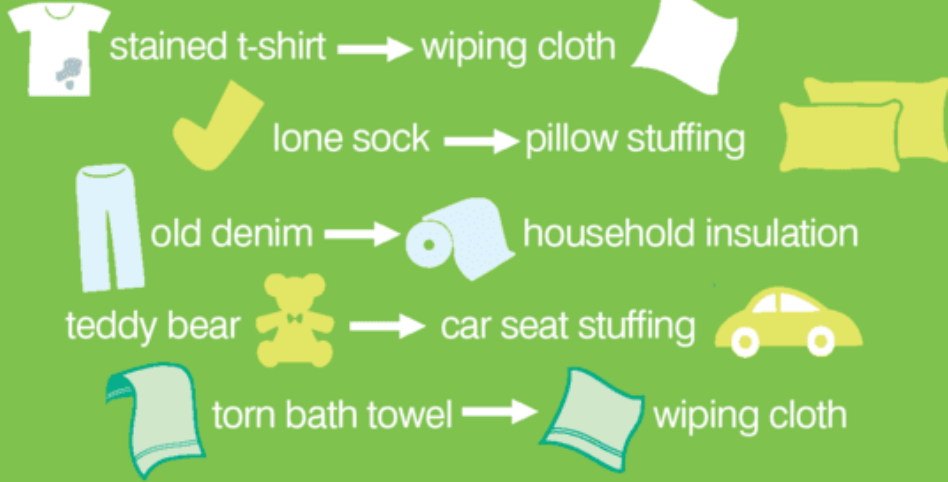 stained t-shirt wiping cloth
lone sock pillow stuffing
old denim household insulation
teddy bear car seat stuffing
torn bath towel wiping cloth